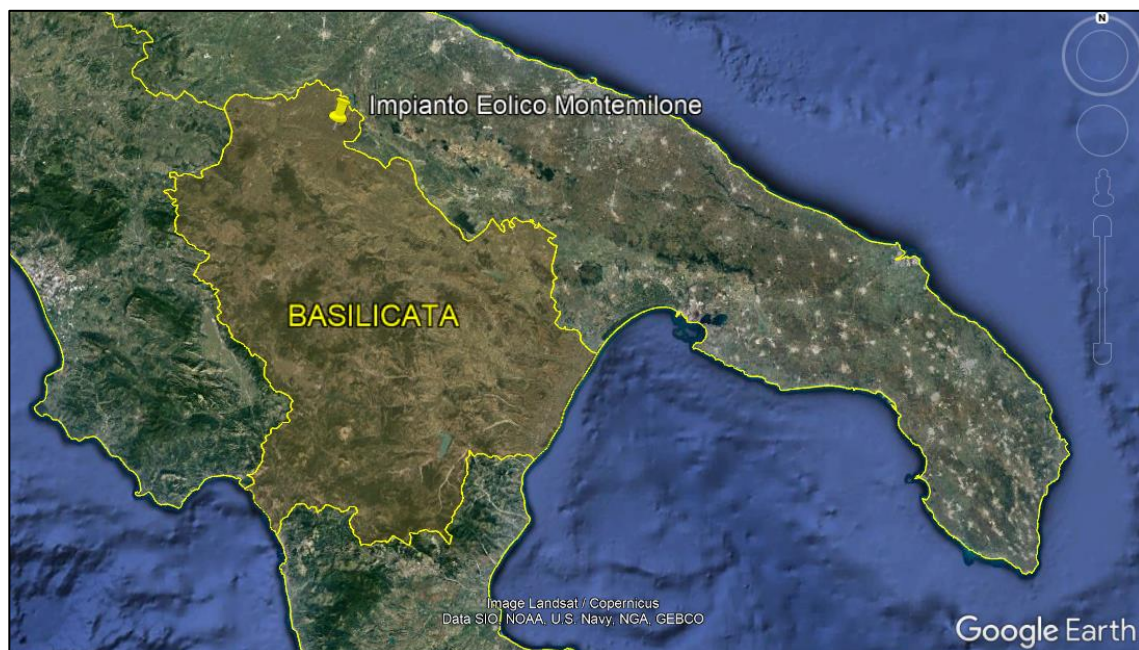 N
Impianto Eolico Montemilone
BASILICATA
Image Landsat / Copernicus
Data SIO, NOAA, U.S. Navy, NGA, GEBCO
Google Earth